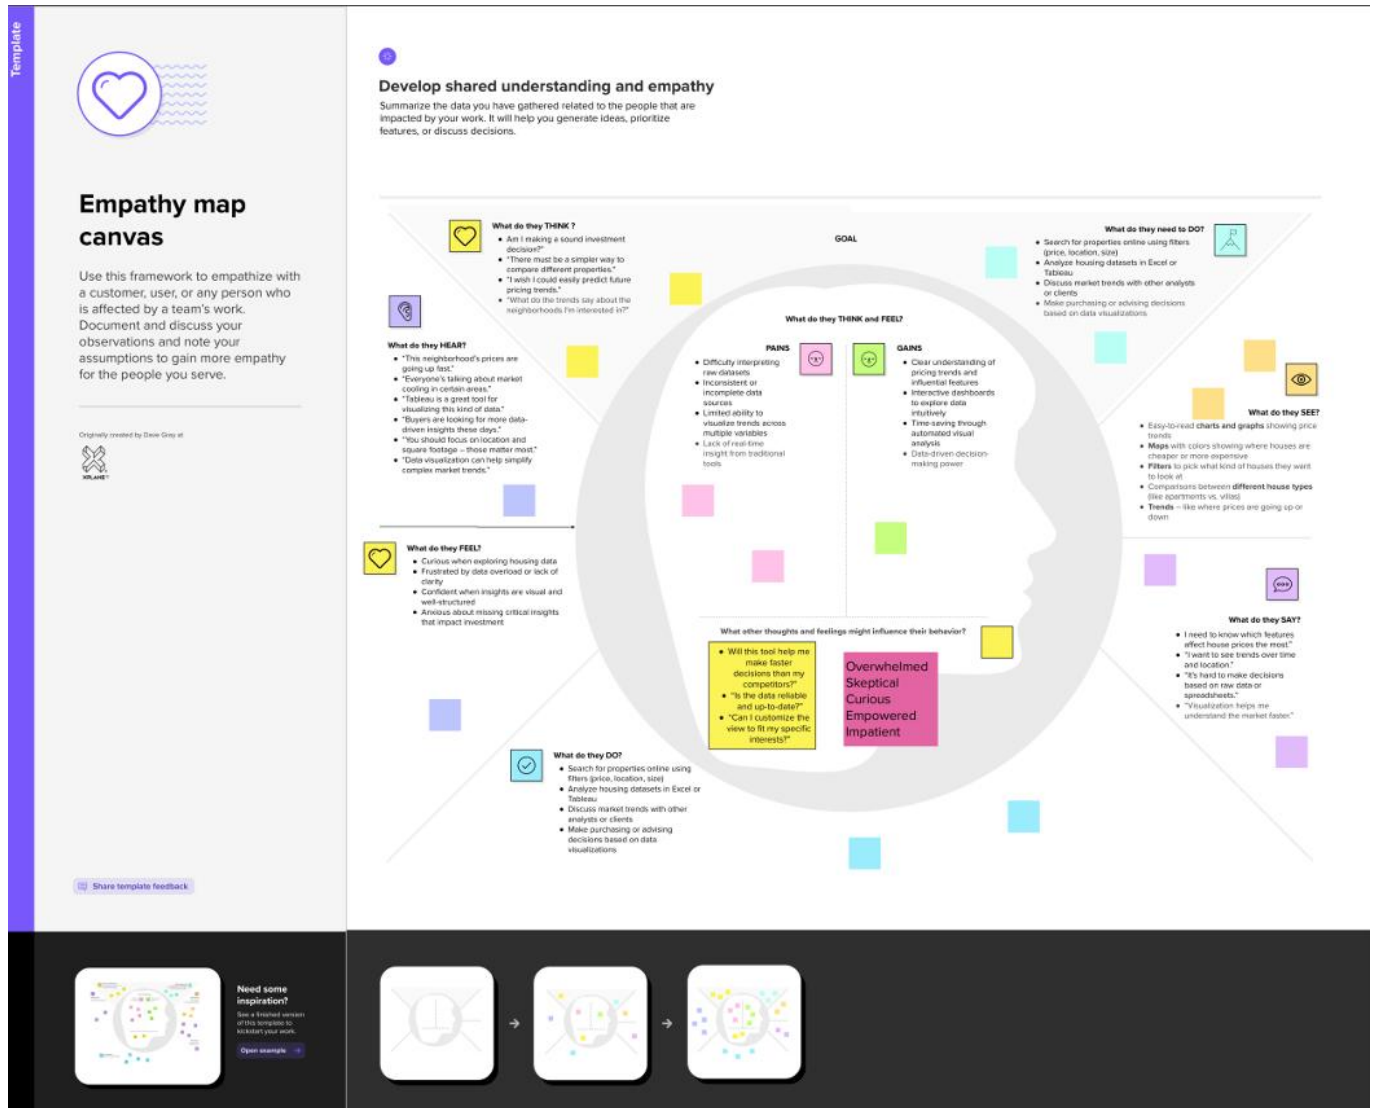 Template
Empathy map
canvas
Use this framework to empathize with
a customer, user, or any person who
is affected by a team's work.
Document and discuss your
observations and note your
assumptions to gain more empathy
for the people you serve.
Originally created by Dave Gray at
XPLANE
Share template feedback
Develop shared understanding and empathy
Summarize the data you have gathered related to the people that are
impacted by your work. It will help you generate ideas, prioritize
features, or discuss decisions.
What do they THINK ?
• Am I making a sound investment
decision?"
• "There must be a simpler way to
compare different properties."
• "I wish I could easily predict future
pricing trends."
• "What do the trends say about the
neighborhoods I'm interested in?"
GOAL
What do they need to DO?
• Search for properties online using filters
(price, location, size)
• Analyze housing datasets in Excel or
Tableau
• Discuss market trends with other analysts
or clients
• Make purchasing or advising decisions
based on data visualizations
What do they HEAR?
• "This neighborhood's prices are
going up fast."
• "Everyone's talking about market
cooling in certain areas."
• "Tableau is a great tool for
visualizing this kind of data."
• "Buyers are looking for more data-
driven insights these days."
• "You should focus on location and
square footage – those matter most."
• "Data visualization can help simplify
complex market trends."
What do they THINK and FEEL?
PAINS
• Difficulty interpreting
raw datasets
• Inconsistent or
incomplete data
sources
• Limited ability to
visualize trends across
multiple variables
• Lack of real-time
insight from traditional
tools
GAINS
• Clear understanding of
pricing trends and
influential features
• Interactive dashboards
to explore data
intuitively
• Time-saving through
automated visual
analysis
• Data-driven-decision-
making power
What do they SEE?
• Easy-to-read charts and graphs showing price
trends
• Maps with colors showing where houses are
cheaper or more expensive
• Filters to pick what kind of houses they want
to look at
• Comparisons between different house types
(like apartments vs. villas)
• Trends – like where prices are going up or
down
What do they FEEL?
• Curious when exploring housing data
• Frustrated by data overload or lack of
clarity
• Confident when insights are visual and
well-structured
• Anxious about missing critical insights
that impact investment
What do they SAY?
• I need to know which features
affect house prices the most."
• "I want to see trends over time
and location."
• "It's hard to make decisions
based on raw data or
spreadsheets."
• "Visualization helps me
understand the market faster."
What other thoughts and feelings might influence their behavior?
• Will this tool help me
make faster
decisions than my
competitors?"
• "Is the data reliable
and up-to-date?"
• "Can I customize the
view to fit my specific
interests?"
Overwhelmed
Skeptical
Curious
Empowered
Impatient
What do they DO?
• Search for properties online using
filters (price, location, size)
• Analyze housing datasets in Excel or
Tableau
• Discuss market trends with other
analysts or clients
• Make purchasing or advising
decisions based on data
visualizations
Need some
inspiration?
See a finished version
of this template to
kickstart your work.
Open example